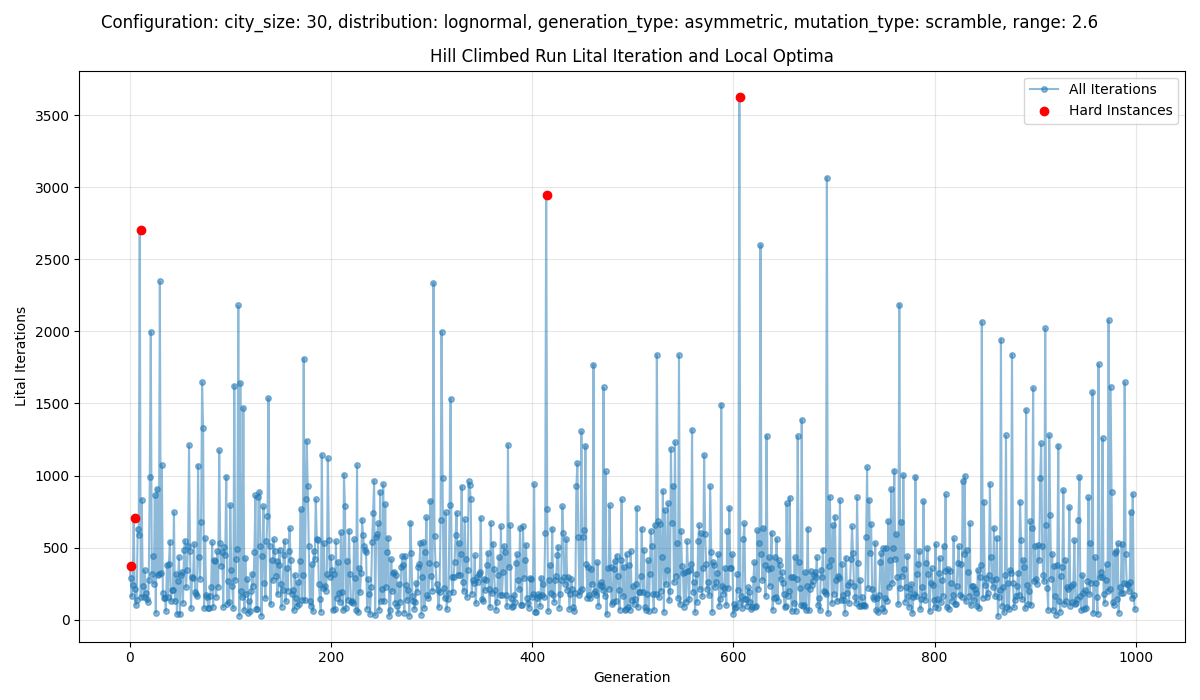 Configuration: city_size: 30, distribution: lognormal, generation_type: asymmetric, mutation_type: scramble, range: 2.6
Hill Climbed Run Lital Iteration and Local Optima
All Iterations
Hard Instances
Lital Iterations
3500
3000
2500
2000
1500
1000
500
0
0 200 400 600 800 1000
Generation